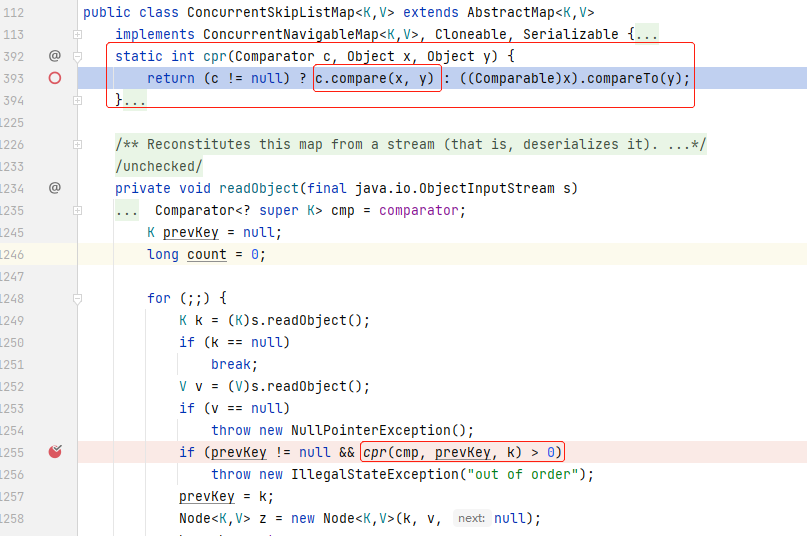 112 public class ConcurrentSkipListMap<K,V> extends AbstractMap<K,V>
113 implements ConcurrentNavigableMap<K,V>, Cloneable, Serializable {...
392 @ static int cpr(Comparator c, Object x, Object y) {
393 return (c != null) ? c.compare(x, y) : ((Comparable)x).compareTo(y);
394 }...
1225
1226 /** Reconstitutes this map from a stream (that is, deserializes it). ...*/
1233 /unchecked/
1234 @ private void readObject(final java.io.ObjectInputStream s)
1235 ... Comparator<? super K> cmp = comparator;
1245 K prevKey = null;
1246 long count = 0;
1247
1248 for (;;) {
1249 K k = (K)s.readObject();
1250 if (k == null)
1251 break;
1252 V v = (V)s.readObject();
1253 if (v == null)
1254 throw new NullPointerException();
1255 if (prevKey != null && cpr(cmp, prevKey, k) > 0)
1256 throw new IllegalStateException("out of order");
1257 prevKey = k;
1258 Node<K,V> z = new Node<K,V>(k, v, next: null);